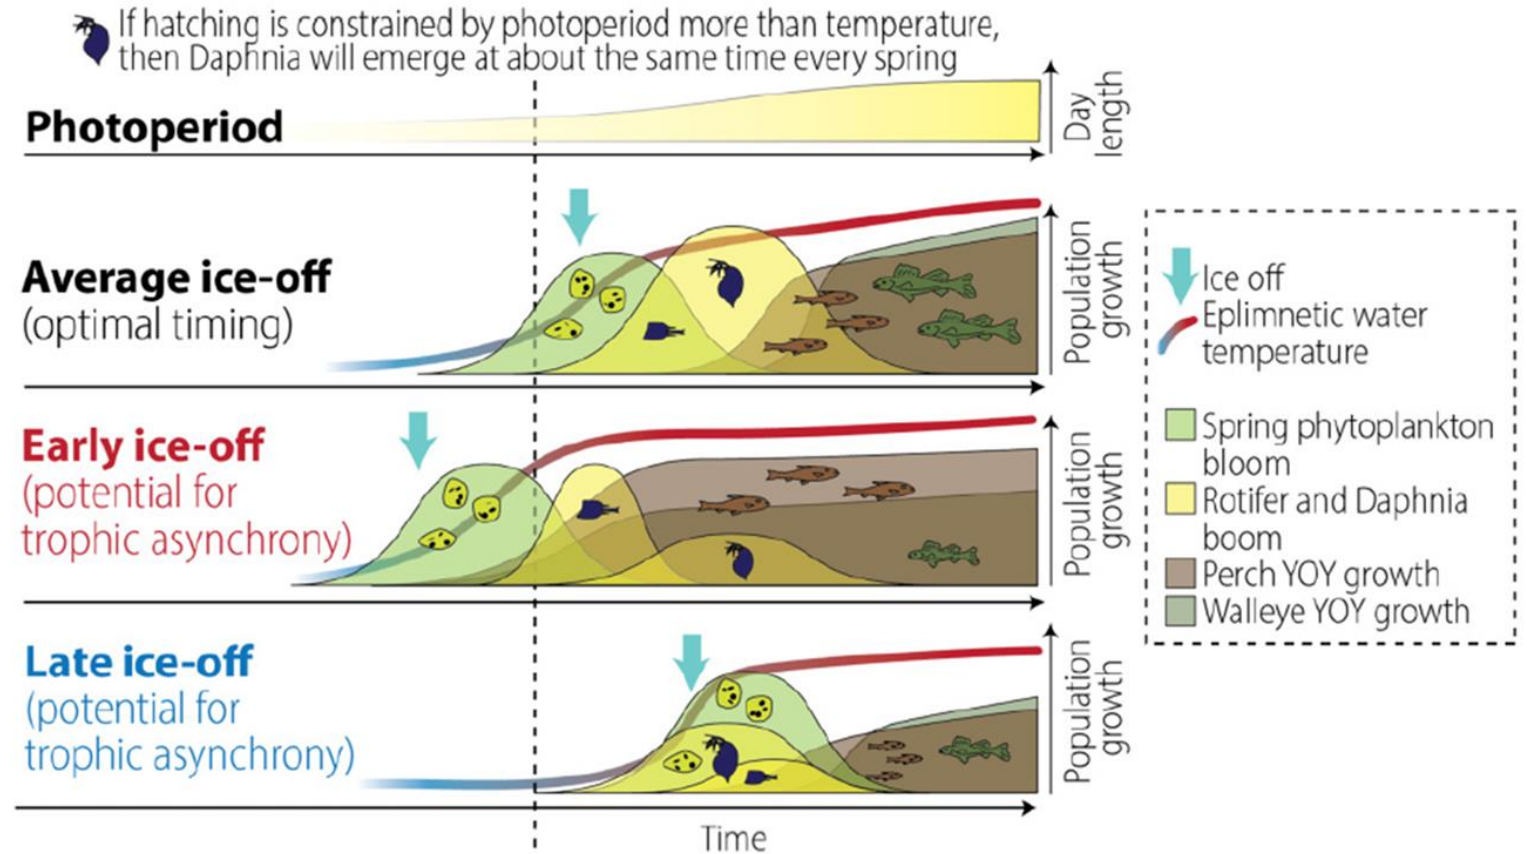 If hatching is constrained by photoperiod more than temperature,
then Daphnia will emerge at about the same time every spring
Photoperiod
Day
length
Average ice-off
(optimal timing)
Population
growth
Early ice-off
(potential for
trophic asynchrony)
Population
growth
Late ice-off
(potential for
trophic asynchrony)
Population
growth
Time
Ice off
Eplimnetic water
temperature
Spring phytoplankton
bloom
Rotifer and Daphnia
boom
Perch YOY growth
Walleye YOY growth